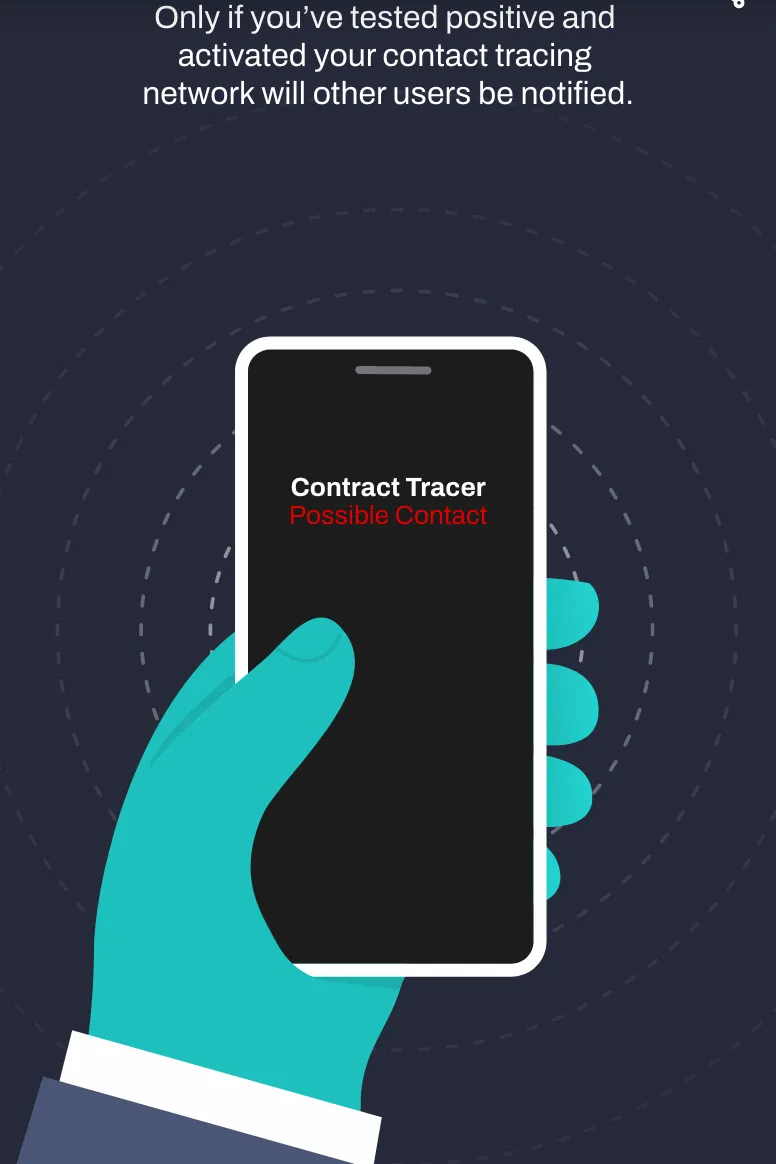 Only if you’ve tested positive and
activated your contact tracing
network will other users be notified.
Contract Tracer
Possible Contact